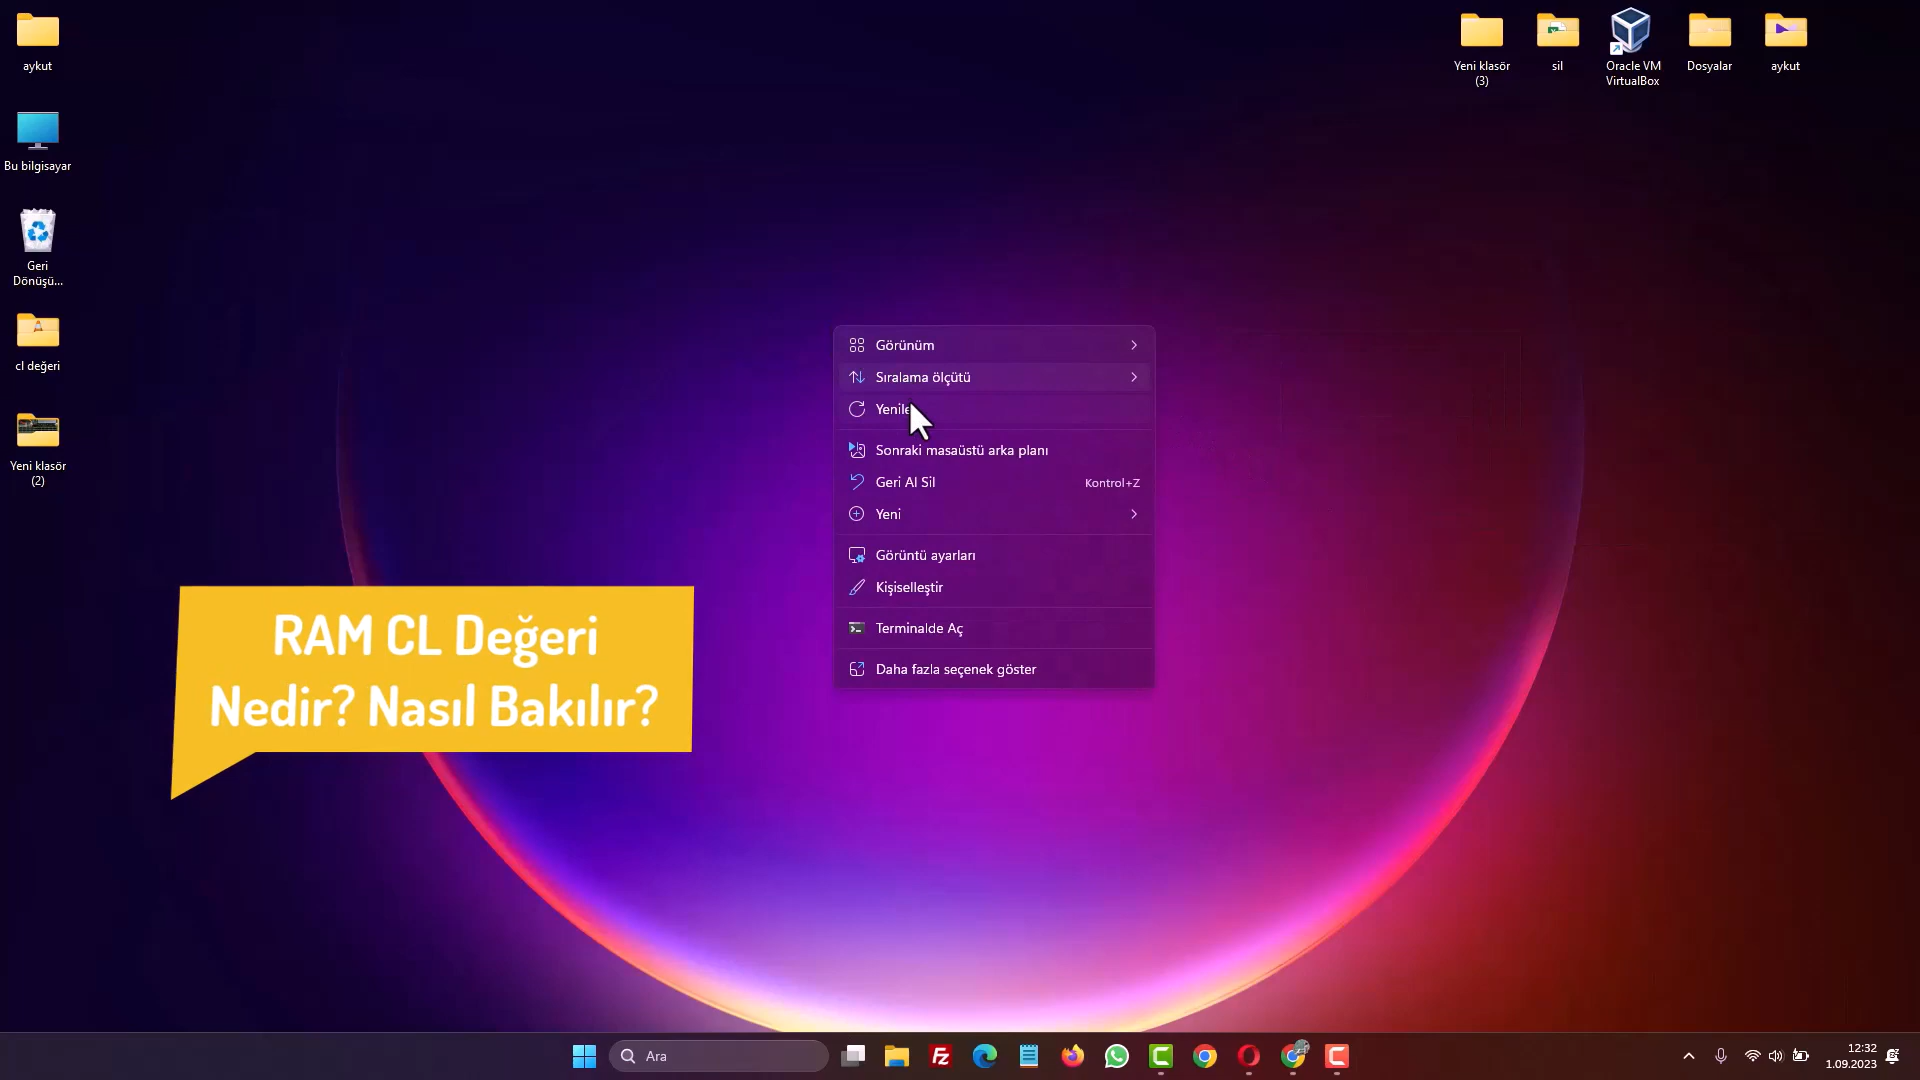 aykut
Bu bilgisayar
Geri
Dönüşü...
cl değeri
Yeni klasör
(2)
Yeni klasör
(3)
sil
Oracle VM
VirtualBox
Dosyalar
aykut
Görünüm
Sıralama ölçütü
Yenile
Sonraki masaüstü arka planı
Geri Al Sil Kontrol+Z
Yeni
Görüntü ayarları
Kişiselleştir
Terminalde Aç
Daha fazla seçenek göster
RAM CL Değeri
Nedir? Nasıl Bakılır?
Ara
12:32
1.09.2023